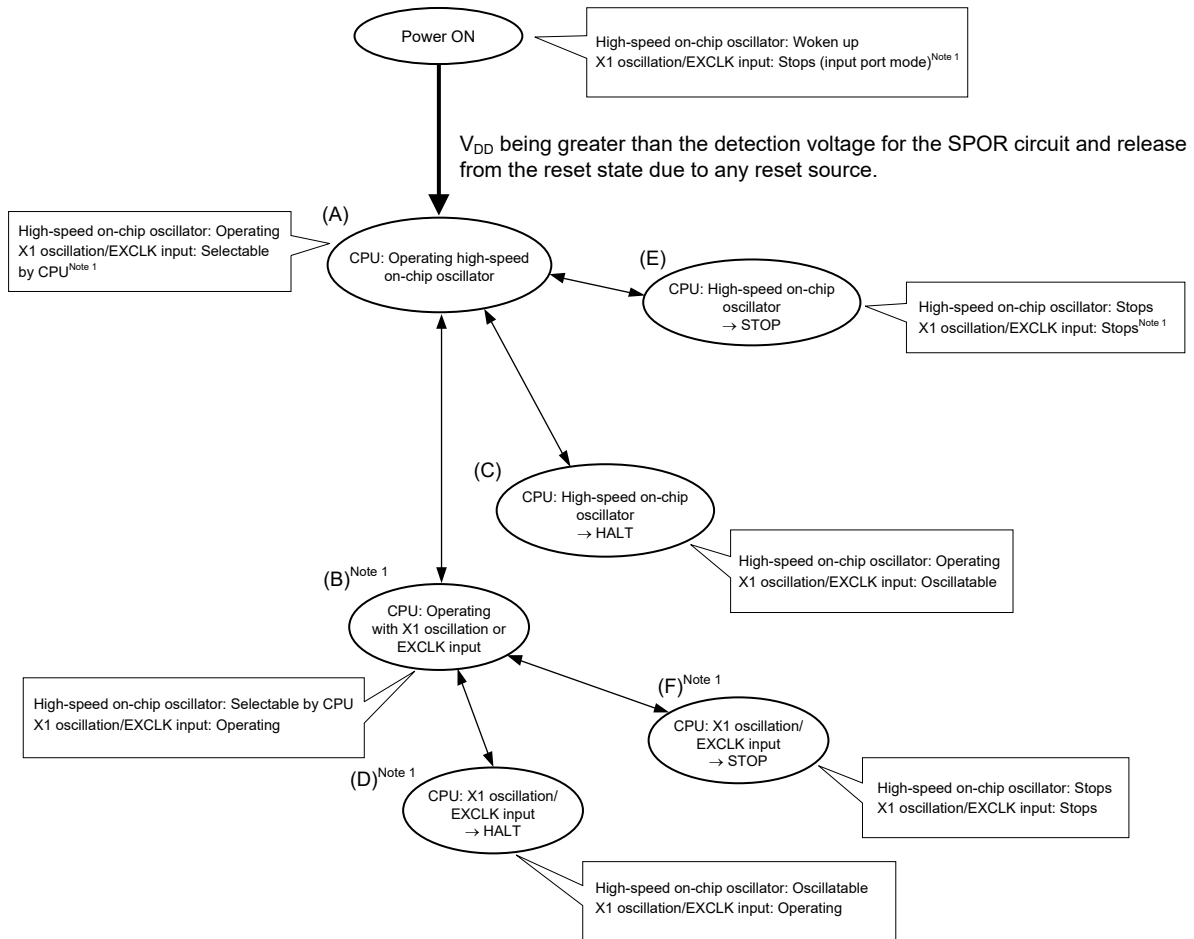 Power ON
High-speed on-chip oscillator: Woken up
X1 oscillation/EXCLK input: Stops (input port mode)Note 1
VDD being greater than the detection voltage for the SPOR circuit and release
from the reset state due to any reset source.
(A)
High-speed on-chip oscillator: Operating
X1 oscillation/EXCLK input: Selectable
by CPUNote 1
CPU: Operating high-speed
on-chip oscillator
(E)
CPU: High-speed on-chip
oscillator
→ STOP
High-speed on-chip oscillator: Stops
X1 oscillation/EXCLK input: StopsNote 1
(C)
CPU: High-speed on-chip
oscillator
→ HALT
High-speed on-chip oscillator: Operating
X1 oscillation/EXCLK input: Oscillatable
(B)Note 1
CPU: Operating
with X1 oscillation or
EXCLK input
High-speed on-chip oscillator: Selectable by CPU
X1 oscillation/EXCLK input: Operating
(F)Note 1
CPU: X1 oscillation/
EXCLK input
→ STOP
High-speed on-chip oscillator: Stops
X1 oscillation/EXCLK input: Stops
(D)Note 1
CPU: X1 oscillation/
EXCLK input
→ HALT
High-speed on-chip oscillator: Oscillatable
X1 oscillation/EXCLK input: Operating